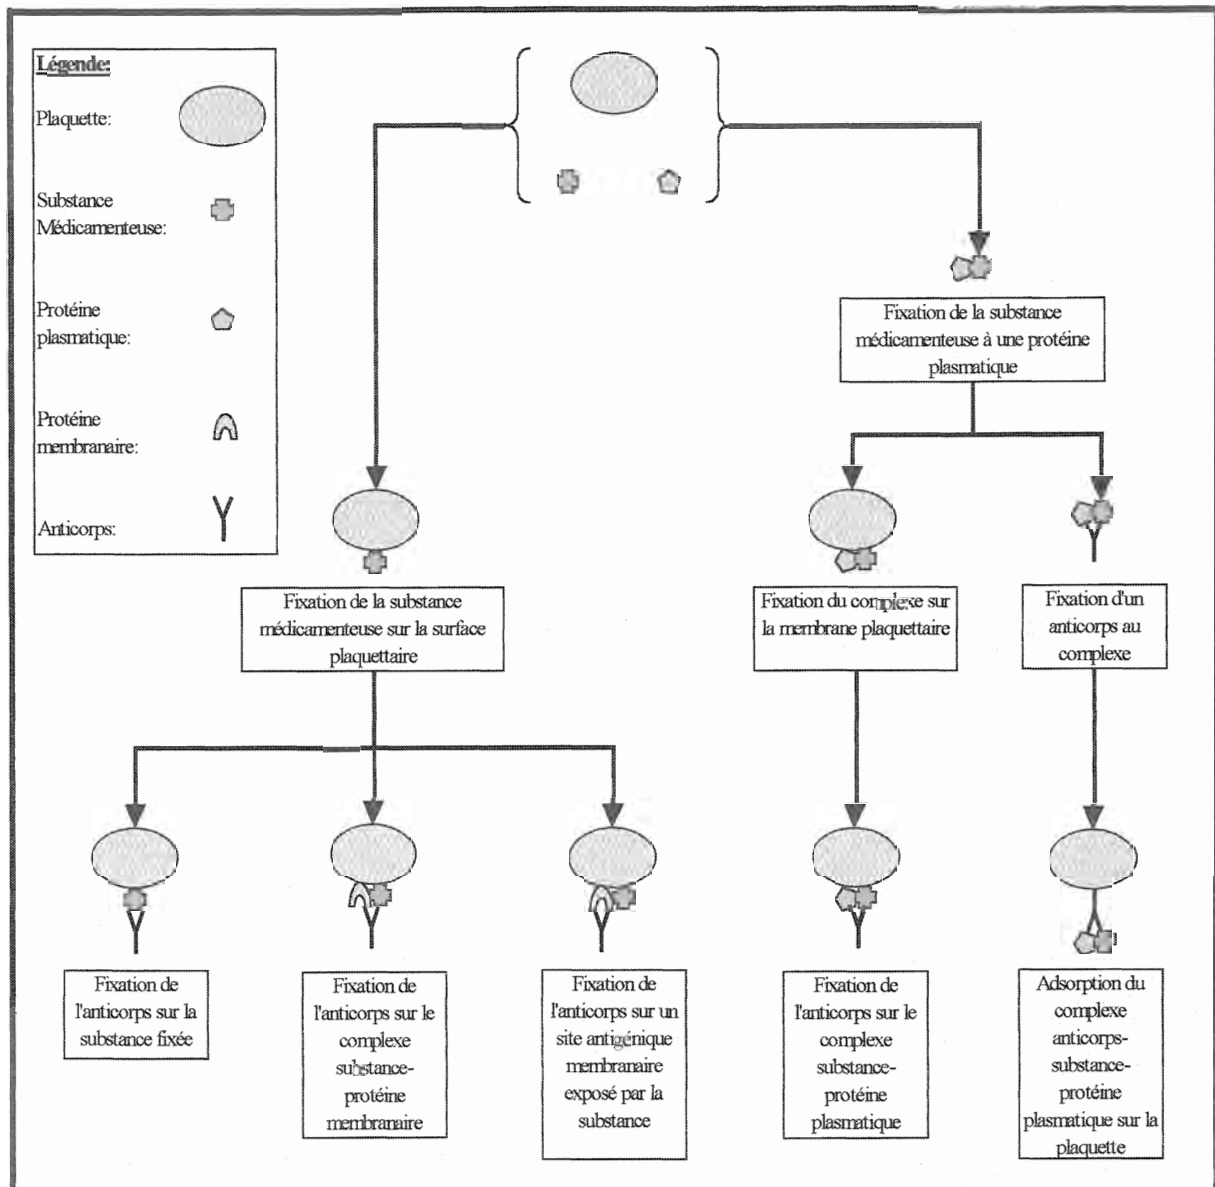 Légende:
Plaquette:
Substance
Médicamenteuse:
Protéine
plasmatique:
Protéine
membranaire:
Anticorps:
Fixation de la substance
médicamenteuse à une protéine
plasmatique
Fixation de la substance
médicamenteuse sur la surface
plaquettaire
Fixation du complexe sur
la membrane plaquettaire
Fixation d'un
anticorps au
complexe
Fixation de
l'anticorps sur la
substance fixée
Fixation de
l'anticorps sur le
complexe
substance-
protéine
membranaire
Fixation de
l'anticorps sur un
site antigénique
membranaire
exposé par la
substance
Fixation de
l'anticorps sur le
complexe
substance-
protéine
plasmatique
Adsorption du
complexe
anticorps-
substance-
protéine
plasmatique sur la
plaquette